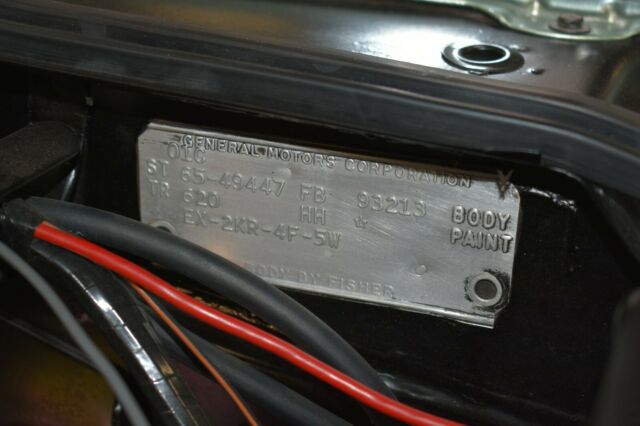 GENERAL MOTORS CORPORATION
01C
ST 65-49447 FB 93213 BODY
TR 620 HH ☆ PAINT
EX-2KR-4F-5W
BODY BY FISHER